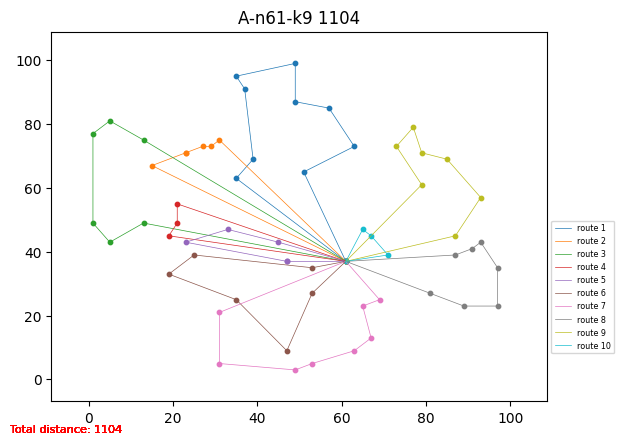 A-n61-k9 1104
100
80
60
40
20
0
0 20 40 60 80 100
route 1
route 2
route 3
route 4
route 5
route 6
route 7
route 8
route 9
route 10
Total distance: 1104